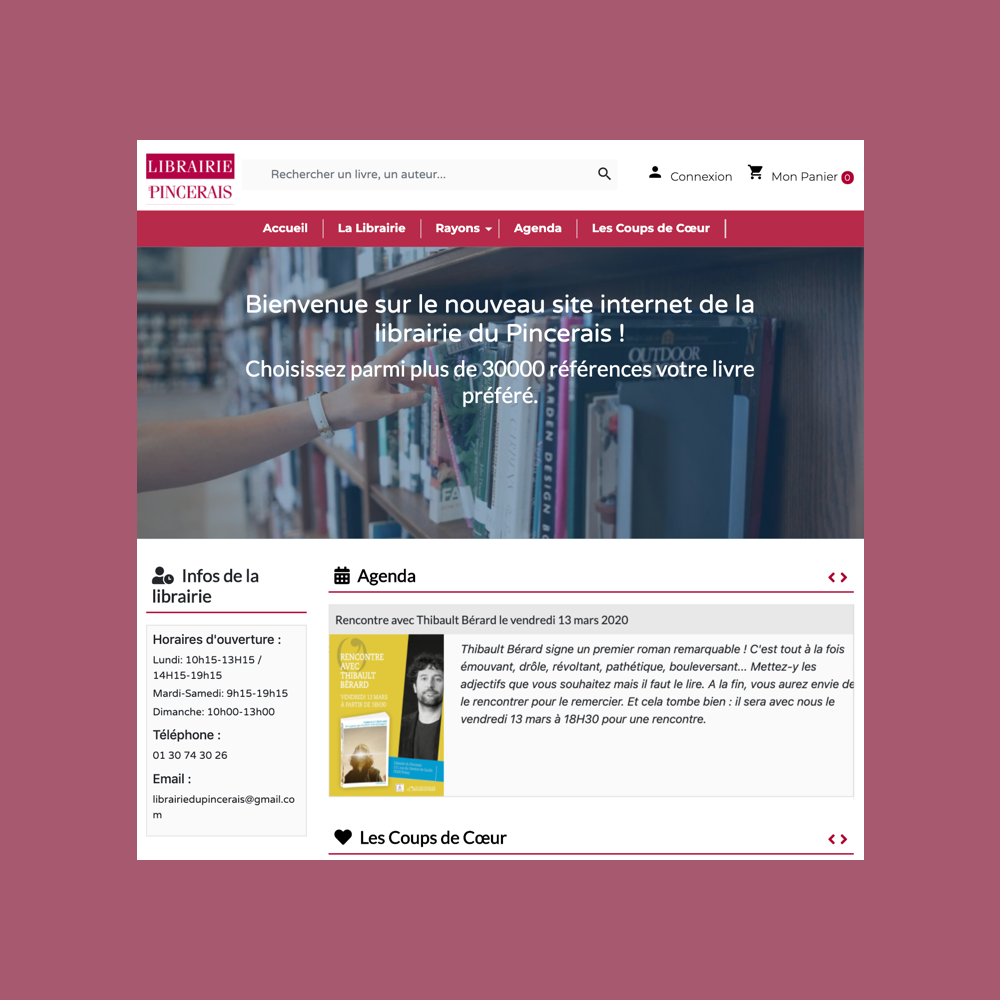 LIBRAIRIE
PINCERAIS
Rechercher un livre, un auteur...
Connexion
Mon Panier 0
Accueil
La Librairie
Rayons
Agenda
Les Coups de Cœur
Bienvenue sur le nouveau site internet de la
librairie du Pincerais !
Choisissez parmi plus de 30000 références votre livre
préféré.
OUTDOOR
GARDEN DESIGN BO
FA
Infos de la
librairie
Horaires d'ouverture :
Lundi: 10h15-13H15 /
14H15-19h15
Mardi-Samedi: 9h15-19h15
Dimanche: 10h00-13h00
Téléphone :
01 30 74 30 26
Email :
librairiedupincerais@gmail.co
m
Agenda
Rencontre avec Thibault Bérard le vendredi 13 mars 2020
RENCONTRE
AVEC
THIBAULT
BÉRARD
VENDREDI 13 MARS
À PARTIR DE 18H30
Thibault Bérard signe un premier roman remarquable ! C'est tout à la fois
émouvant, drôle, révoltant, pathétique, bouleversant... Mettez-y les
adjectifs que vous souhaitez mais il faut le lire. A la fin, vous aurez envie de
le rencontrer pour le remercier. Et cela tombe bien : il sera avec nous le
vendredi 13 mars à 18H30 pour une rencontre.
Les Coups de Cœur